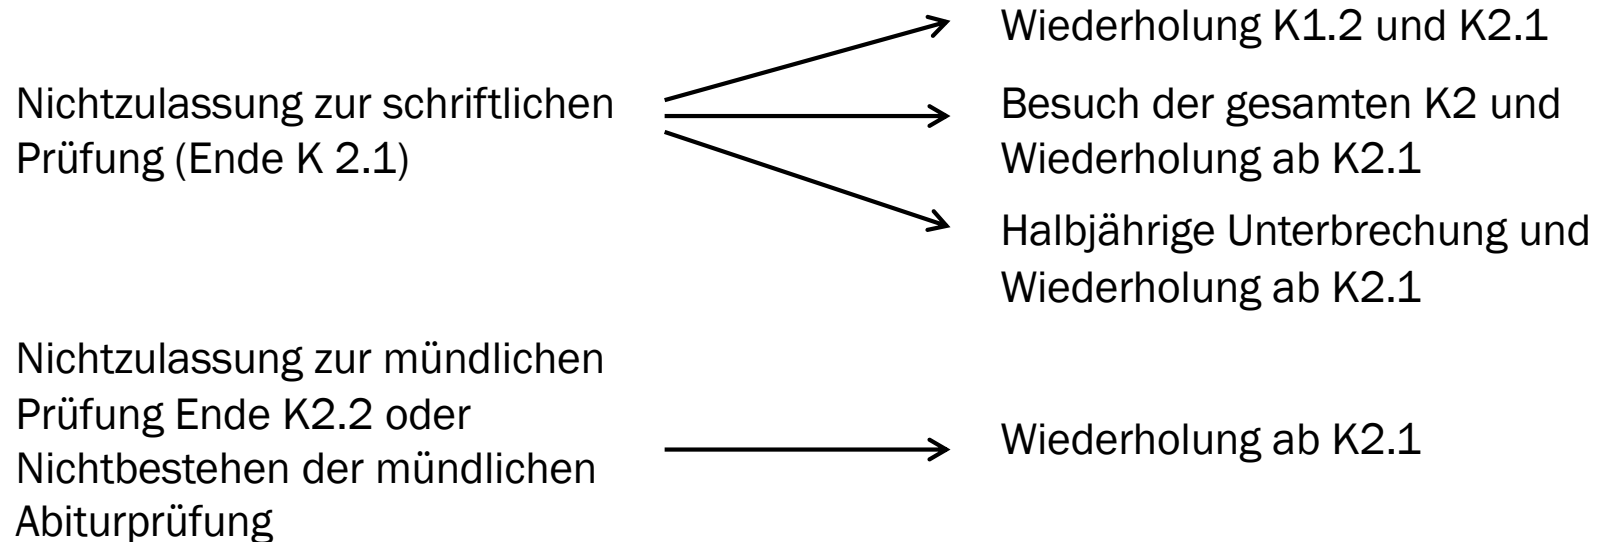 Nichtzulassung zur schriftlichen
Prüfung (Ende K 2.1)
Wiederholung K1.2 und K2.1
Besuch der gesamten K2 und
Wiederholung ab K2.1
Halbjährige Unterbrechung und
Wiederholung ab K2.1
Nichtzulassung zur mündlichen
Prüfung Ende K2.2 oder
Nichtbestehen der mündlichen
Abiturprüfung
Wiederholung ab K2.1